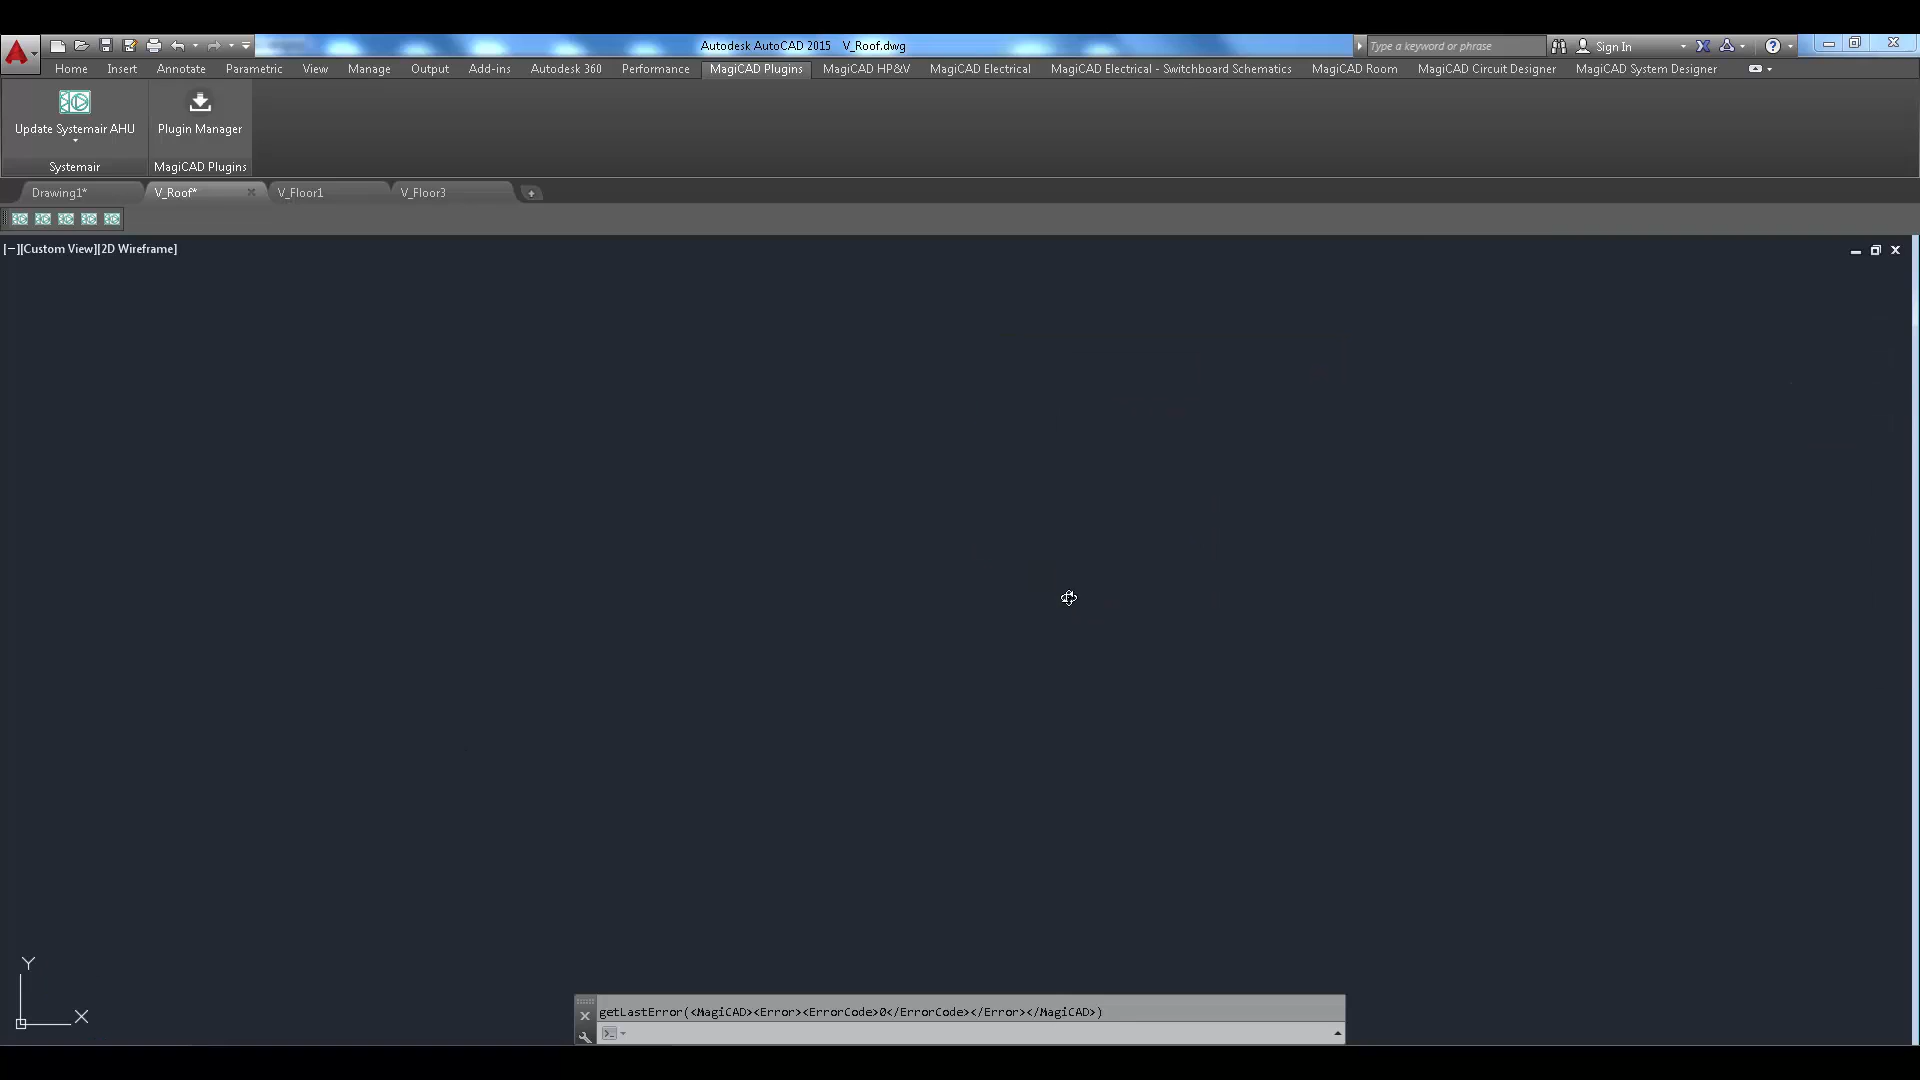 Autodesk AutoCAD 2015 V_Roof.dwg
Type a keyword or phrase
Sign In
Home Insert Annotate Parametric View Manage Output Add-ins Autodesk 360 Performance MagiCAD Plugins MagiCAD HP&V MagiCAD Electrical MagiCAD Electrical - Switchboard Schematics MagiCAD Room MagiCAD Circuit Designer MagiCAD System Designer
Update Systemair AHU
Plugin Manager
Systemair
MagiCAD Plugins
Drawing1* V_Roof* V_Floor1 V_Floor3
[−][Custom View][2D Wireframe]
Y
X
getLastError(<MagiCAD><Error><ErrorCode>0</ErrorCode></Error></MagiCAD>)